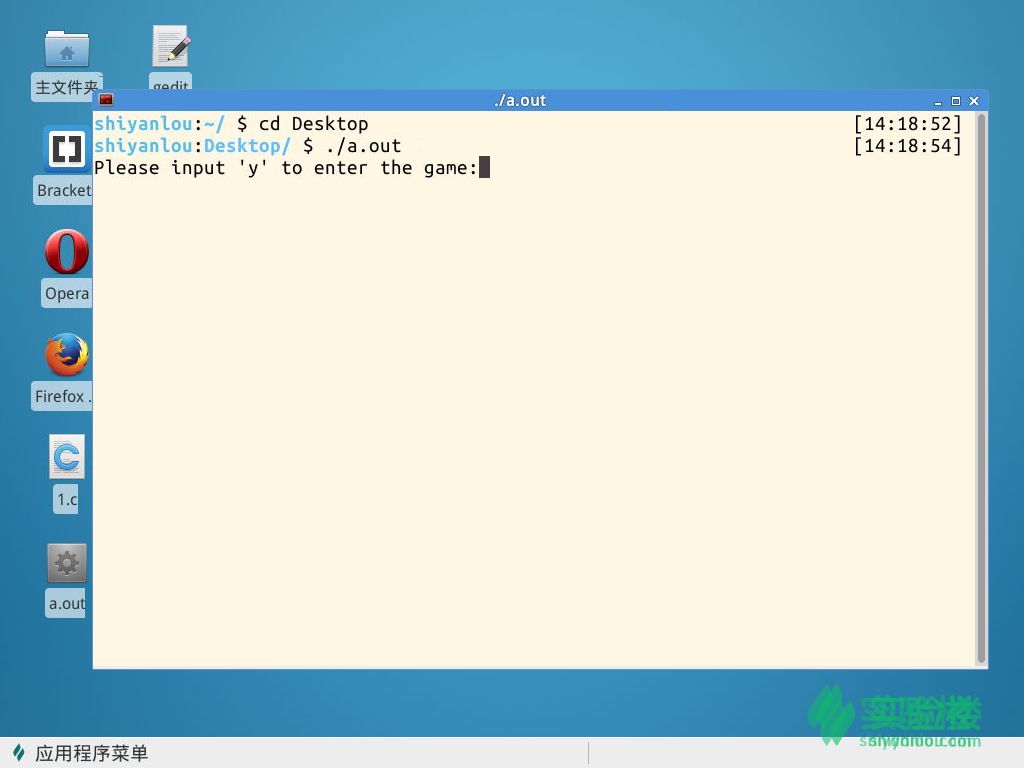 主文件夹
gedit
./a.out
shiyanlou:~/ $ cd Desktop [14:18:52]
shiyanlou:Desktop/ $ ./a.out [14:18:54]
Please input 'y' to enter the game:
Bracket
Opera
Firefox .
1.c
a.out
实验楼
shiyanlou.com
应用程序菜单